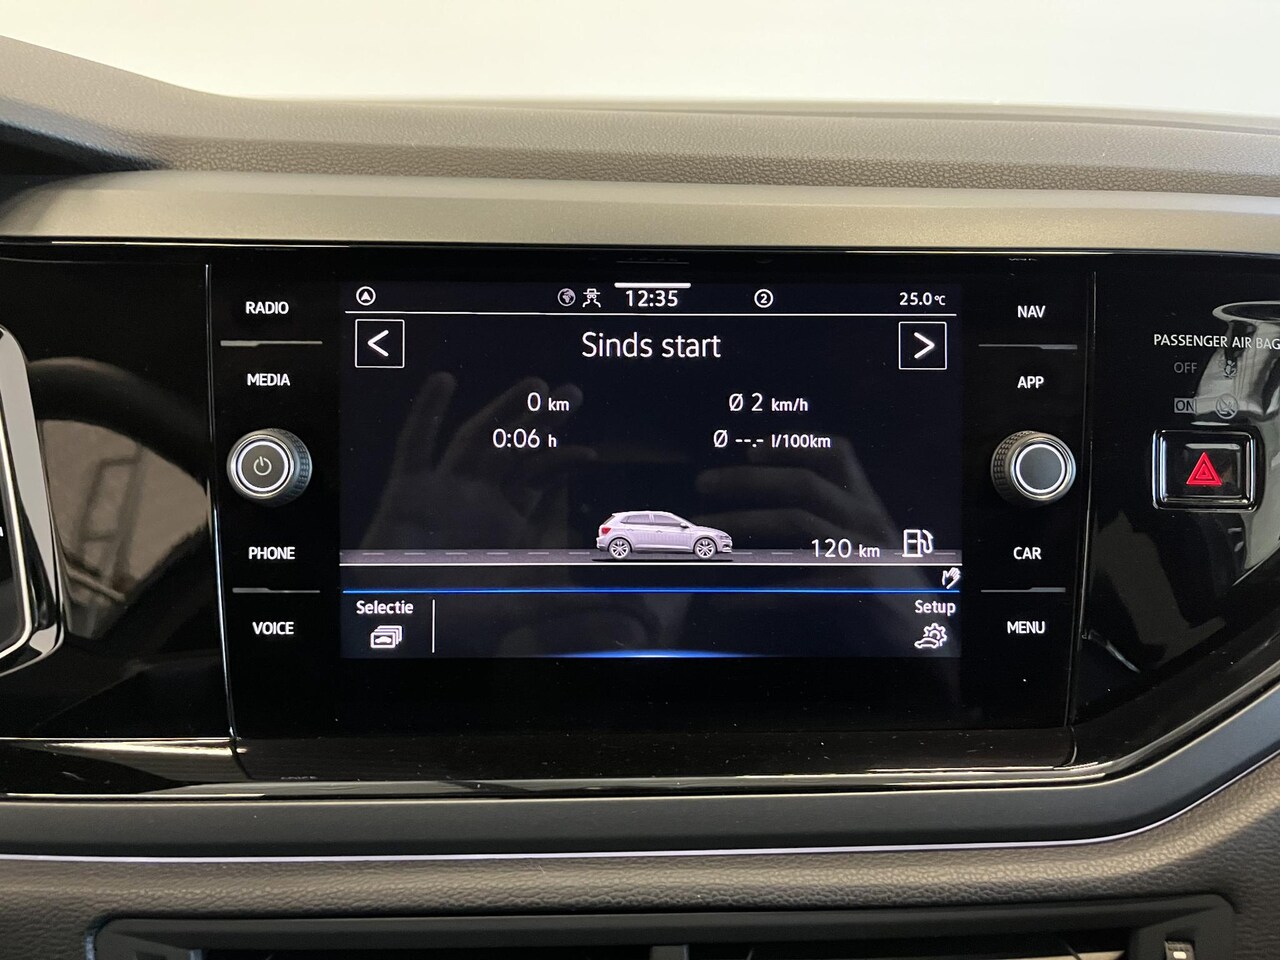 RADIO
MEDIA
PHONE
VOICE
12:35
2
25.0 °C
<
Sinds start
>
0 km
Ø 2 km/h
0:06 h
Ø --.- l/100km
120 km
Selectie
Setup
NAV
APP
CAR
MENU
PASSENGER AIR BAG
OFF
ON